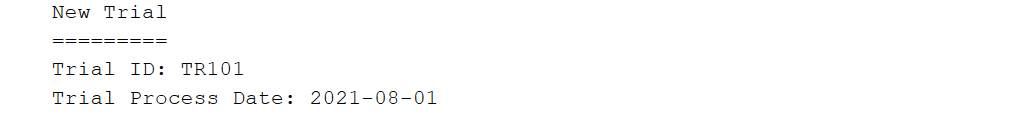 New Trial
=========
Trial ID: TR101
Trial Process Date: 2021-08-01